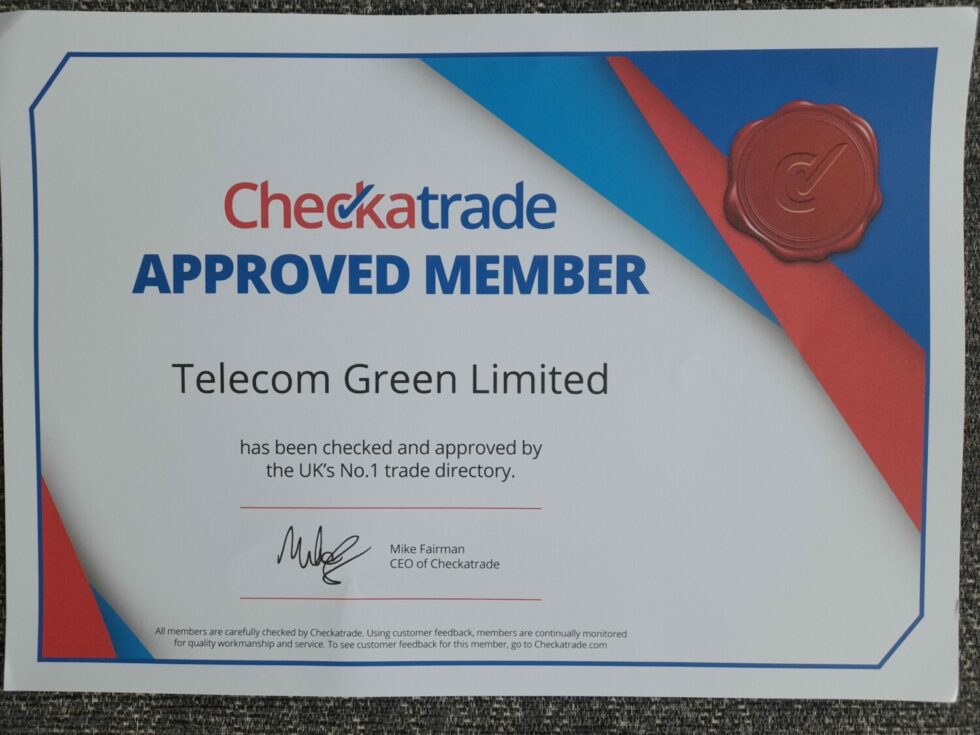 Checkatrade
APPROVED MEMBER
Telecom Green Limited
has been checked and approved by
the UK's No.1 trade directory.
Mike Fairman
CEO of Checkatrade
All members are carefully checked by Checkatrade. Using customer feedback, members are continually monitored
for quality workmanship and service. To see customer feedback for this member, go to Checkatrade.com